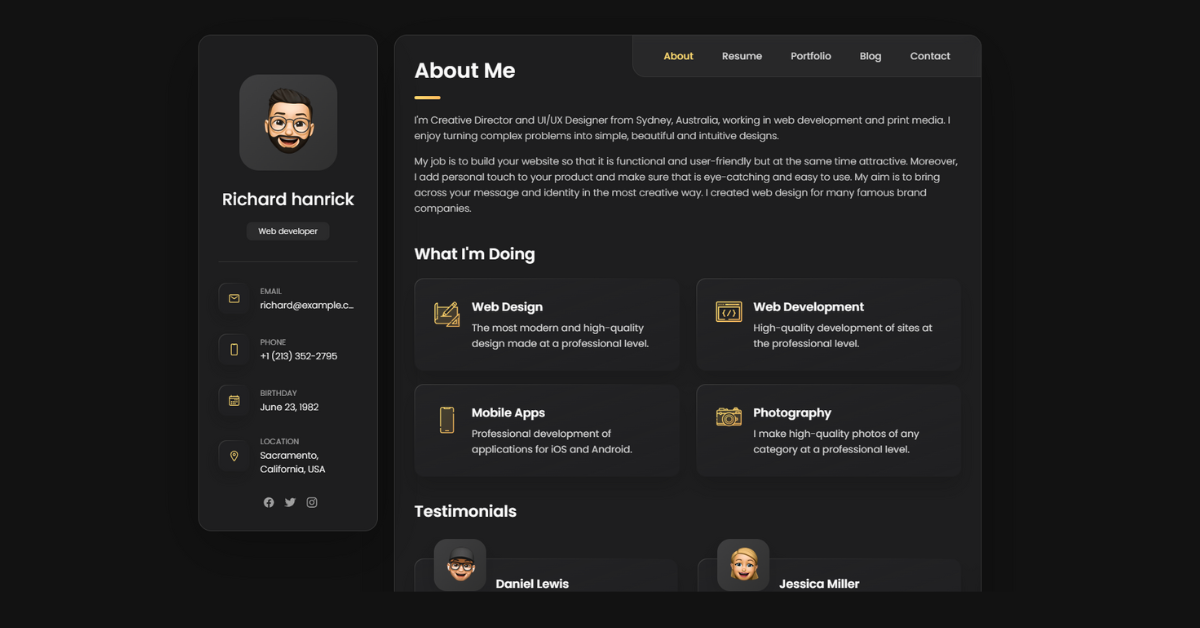 Richard hanrick
Web developer
EMAIL
richard@example.c...
PHONE
+1 (213) 352-2795
BIRTHDAY
June 23, 1982
LOCATION
Sacramento,
California, USA
About Resume Portfolio Blog Contact
About Me
I'm Creative Director and UI/UX Designer from Sydney, Australia, working in web development and print media. I
enjoy turning complex problems into simple, beautiful and intuitive designs.
My job is to build your website so that it is functional and user-friendly but at the same time attractive. Moreover,
I add personal touch to your product and make sure that is eye-catching and easy to use. My aim is to bring
across your message and identity in the most creative way. I created web design for many famous brand
companies.
What I'm Doing
Web Design
The most modern and high-quality
design made at a professional level.
Web Development
High-quality development of sites at
the professional level.
Mobile Apps
Professional development of
applications for iOS and Android.
Photography
I make high-quality photos of any
category at a professional level.
Testimonials
Daniel Lewis
Jessica Miller